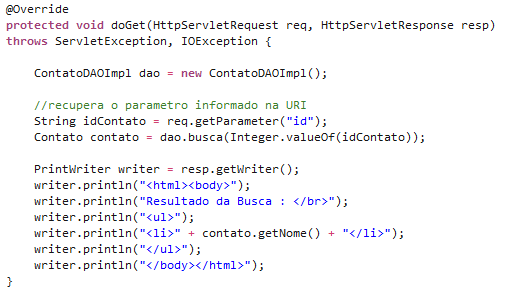 @Override
protected void doGet(HttpServletRequest req, HttpServletResponse resp)
throws ServletException, IOException {
ContatoDAOImpl dao = new ContatoDAOImpl();
//recupera o parametro informado na URI
String idContato = req.getParameter("id");
Contato contato = dao.busca(Integer.valueOf(idContato));
PrintWriter writer = resp.getWriter();
writer.println("<html><body>");
writer.println("Resultado da Busca : </br>");
writer.println("<ul>");
writer.println("<li>" + contato.getNome() + "</li>");
writer.println("</ul>");
writer.println("</body></html>");
}